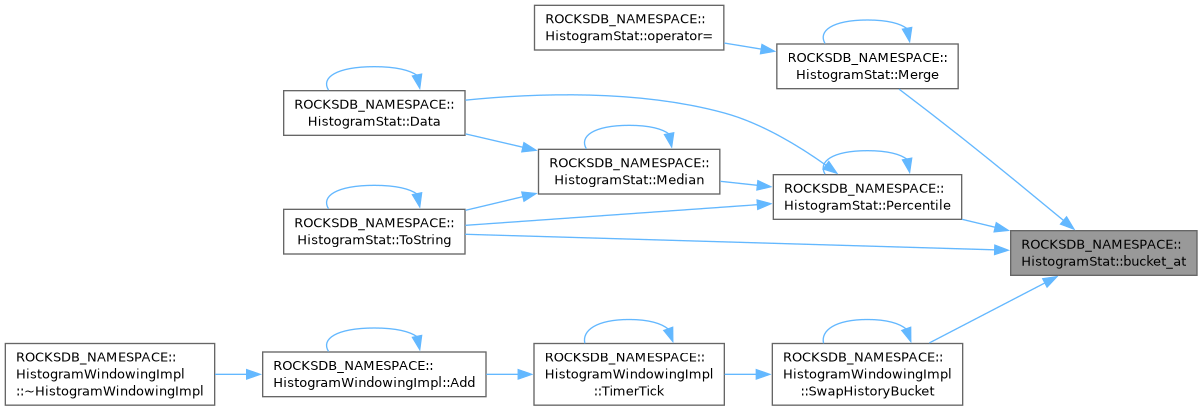 ROCKSDB_NAMESPACE::
HistogramStat::operator=
ROCKSDB_NAMESPACE::
HistogramStat::Merge
ROCKSDB_NAMESPACE::
HistogramStat::Data
ROCKSDB_NAMESPACE::
HistogramStat::Median
ROCKSDB_NAMESPACE::
HistogramStat::Percentile
ROCKSDB_NAMESPACE::
HistogramStat::ToString
ROCKSDB_NAMESPACE::
HistogramStat::bucket_at
ROCKSDB_NAMESPACE::
HistogramWindowingImpl
::~HistogramWindowingImpl
ROCKSDB_NAMESPACE::
HistogramWindowingImpl::Add
ROCKSDB_NAMESPACE::
HistogramWindowingImpl
::TimerTick
ROCKSDB_NAMESPACE::
HistogramWindowingImpl
::SwapHistoryBucket